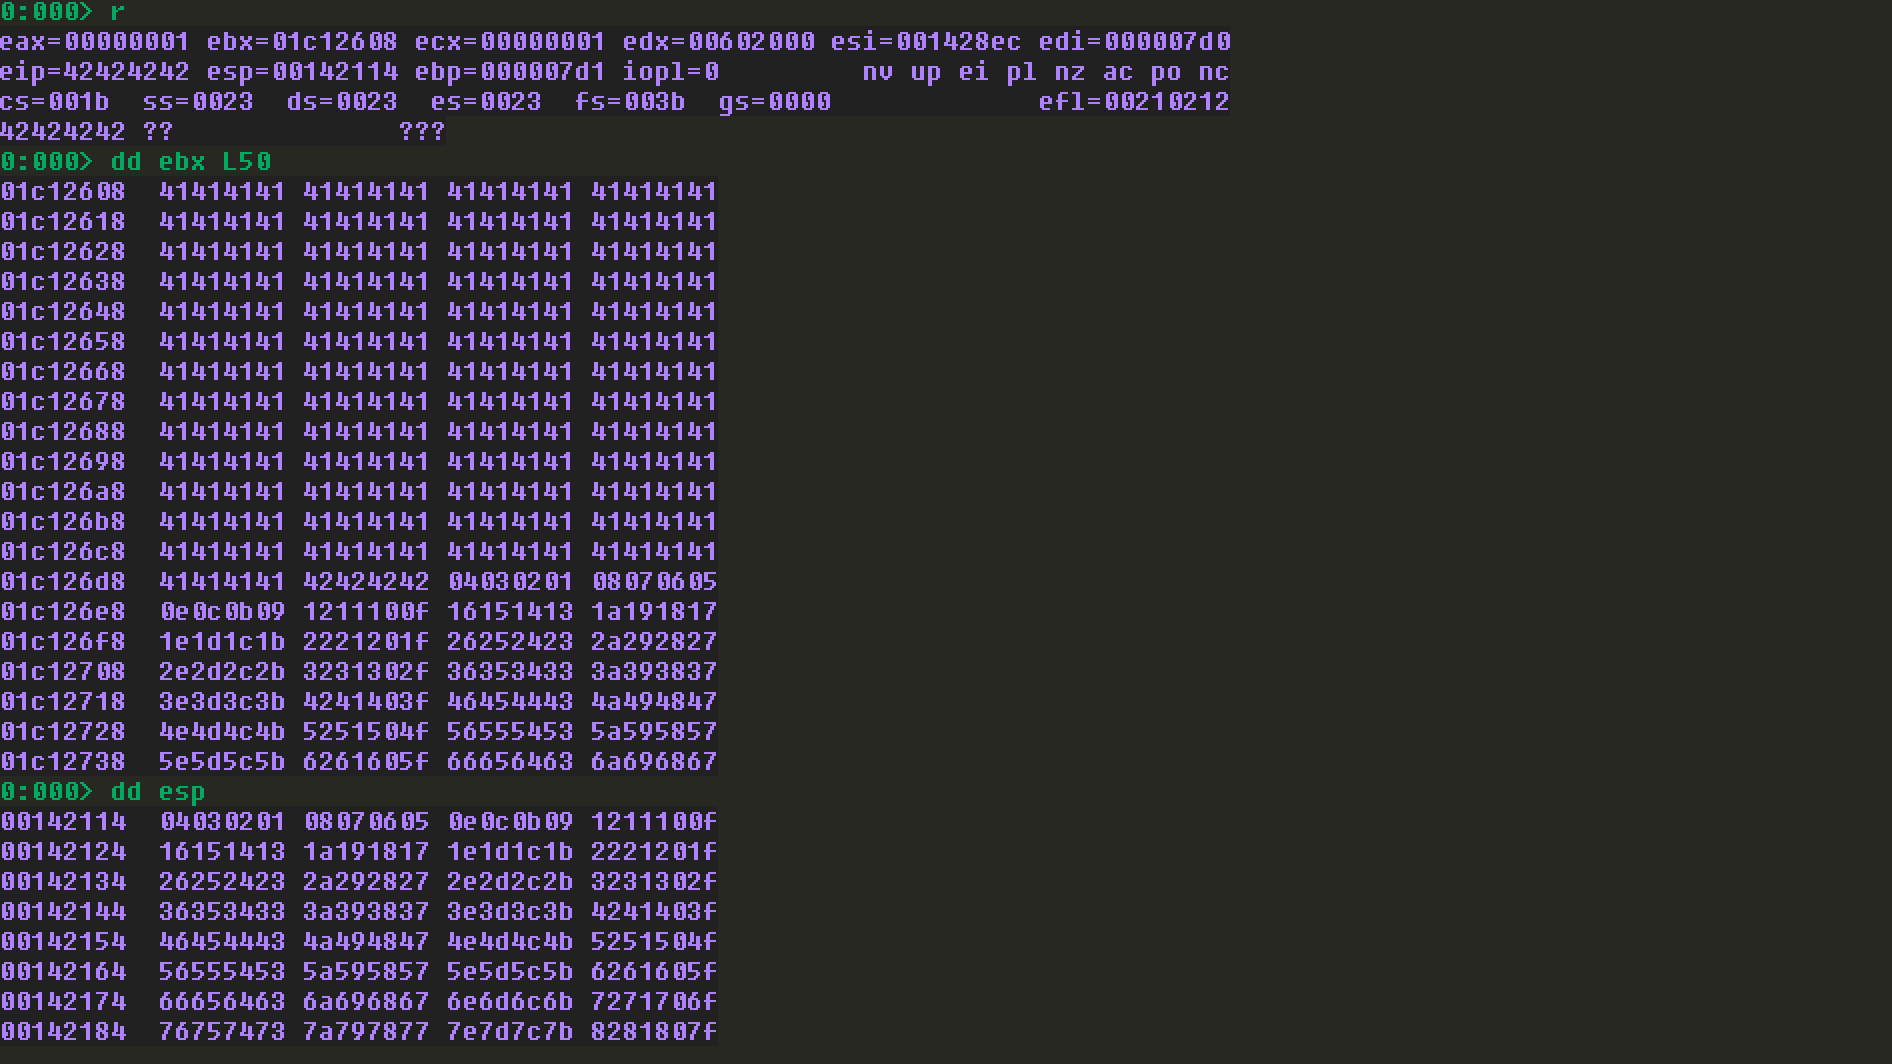 0:000> r
eax=00000001 ebx=01c12608 ecx=00000001 edx=00602000 esi=001428ec edi=000007d0
eip=42424242 esp=00142114 ebp=000007d1 iopl=0         nv up ei pl nz ac po nc
cs=001b  ss=0023  ds=0023  es=0023  fs=003b  gs=0000             efl=00210212
42424242 ??              ???
0:000> dd ebx L50
01c12608  41414141 41414141 41414141 41414141
01c12618  41414141 41414141 41414141 41414141
01c12628  41414141 41414141 41414141 41414141
01c12638  41414141 41414141 41414141 41414141
01c12648  41414141 41414141 41414141 41414141
01c12658  41414141 41414141 41414141 41414141
01c12668  41414141 41414141 41414141 41414141
01c12678  41414141 41414141 41414141 41414141
01c12688  41414141 41414141 41414141 41414141
01c12698  41414141 41414141 41414141 41414141
01c126a8  41414141 41414141 41414141 41414141
01c126b8  41414141 41414141 41414141 41414141
01c126c8  41414141 41414141 41414141 41414141
01c126d8  41414141 42424242 04030201 08070605
01c126e8  0e0c0b09 1211100f 16151413 1a191817
01c126f8  1e1d1c1b 2221201f 26252423 2a292827
01c12708  2e2d2c2b 3231302f 36353433 3a393837
01c12718  3e3d3c3b 4241403f 46454443 4a494847
01c12728  4e4d4c4b 5251504f 56555453 5a595857
01c12738  5e5d5c5b 6261605f 66656463 6a696867
0:000> dd esp
00142114  04030201 08070605 0e0c0b09 1211100f
00142124  16151413 1a191817 1e1d1c1b 2221201f
00142134  26252423 2a292827 2e2d2c2b 3231302f
00142144  36353433 3a393837 3e3d3c3b 4241403f
00142154  46454443 4a494847 4e4d4c4b 5251504f
00142164  56555453 5a595857 5e5d5c5b 6261605f
00142174  66656463 6a696867 6e6d6c6b 7271706f
00142184  76757473 7a797877 7e7d7c7b 8281807f